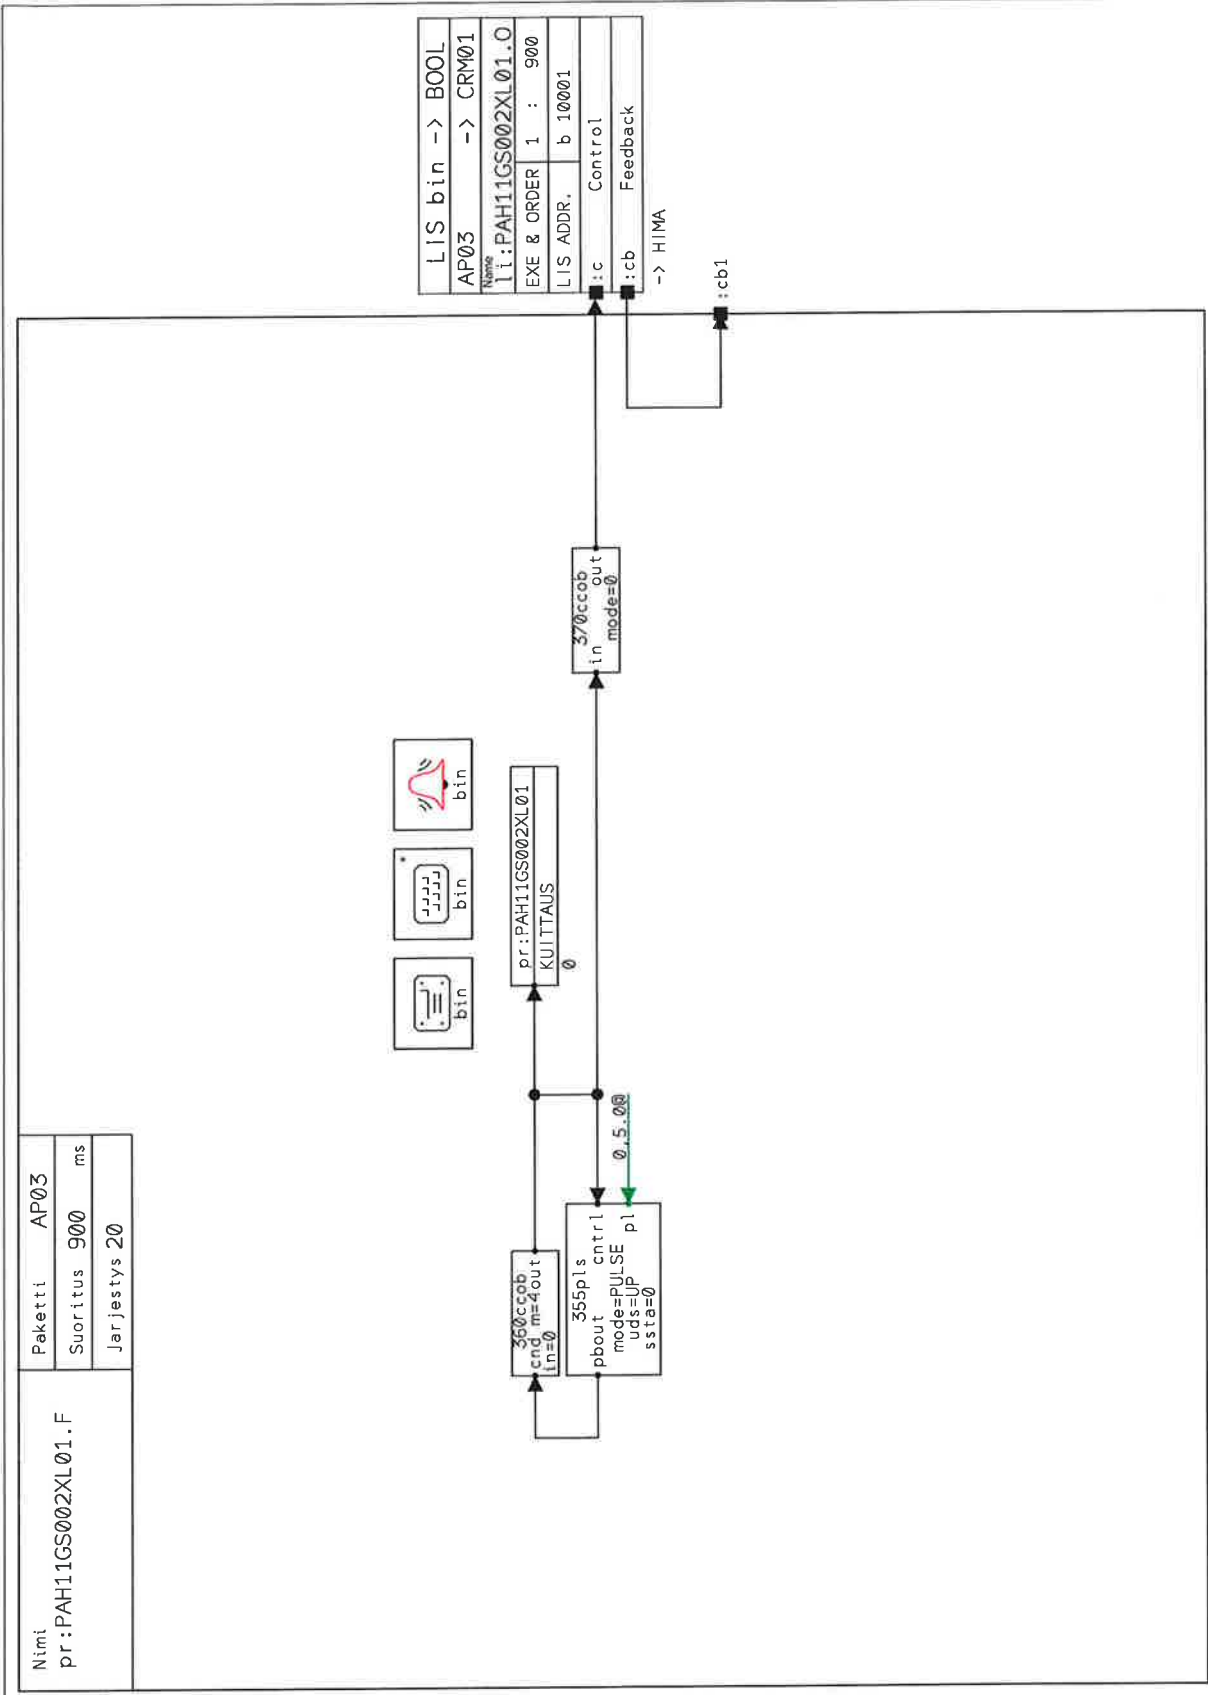 Nimi
pr:PAH11GS002XL01.F
Paketti AP03
Suoritus 900 ms
Jarjestys 20
LIS bin -> BOOL
AP03 -> CRM01
Name
li:PAH11GS002XL01.O
EXE & ORDER 1 : 900
LIS ADDR. b 10001
:c Control
:cb Feedback
-> HIMA
:cb1
bin
bin
bin
pr:PAH11GS002XL01
KUITTAUS
0
360ccob
cnd m=4out
in=0
355pls
pbout cntrl
mode=PULSE
uds=UP pl
ssta=0
0,5.0@
370ccob
in out
mode=0